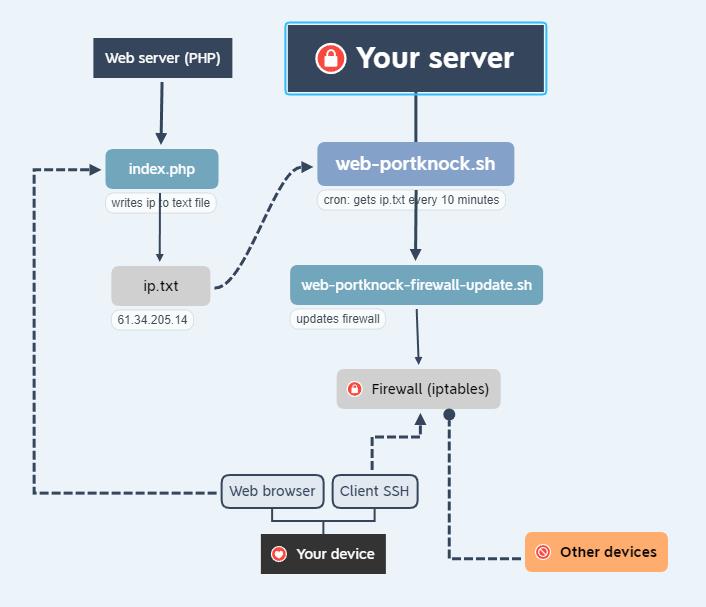 Web server (PHP)
Your server
index.php
writes ip to text file
web-portknock.sh
cron: gets ip.txt every 10 minutes
ip.txt
61.34.205.14
web-portknock-firewall-update.sh
updates firewall
Firewall (iptables)
Web browser
Client SSH
Your device
Other devices